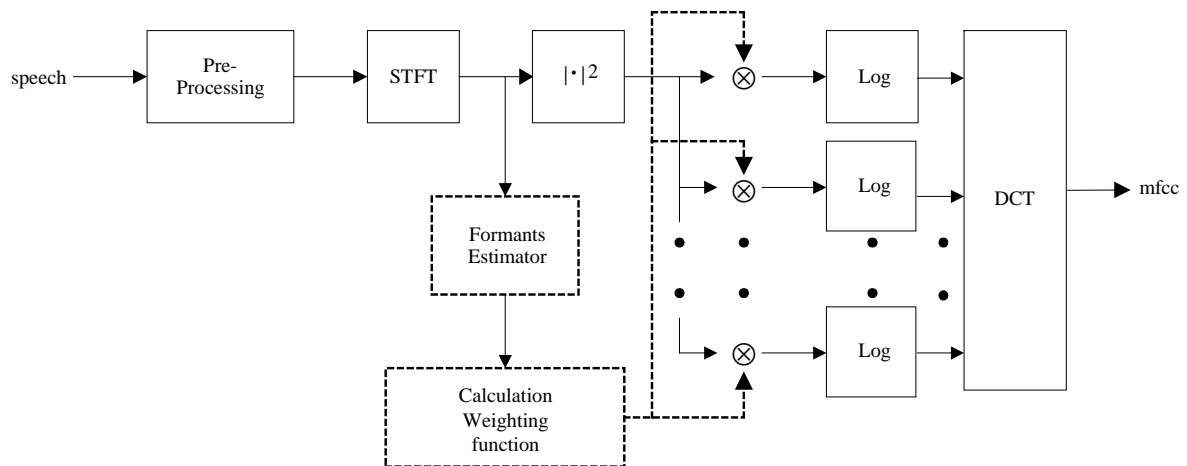 speech
Pre-
Processing
STFT
|•|2
⊗
Log
⊗
Log
DCT
mfcc
Formants
Estimator
⊗
Log
Calculation
Weighting
function